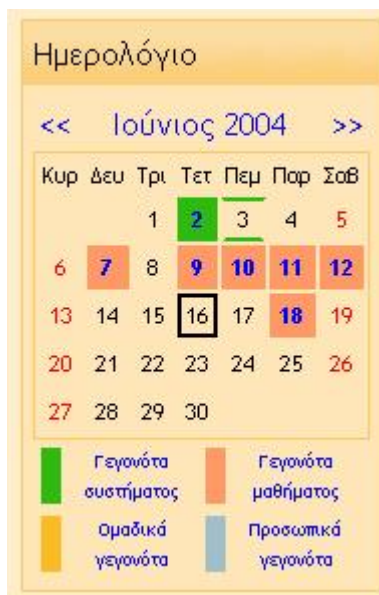 Ημερολόγιο
<< Ιούνιος 2004 >>
Κυρ Δευ Τρι Τετ Πεμ Παρ Σαβ
1 2 3 4 5
6 7 8 9 10 11 12
13 14 15 16 17 18 19
20 21 22 23 24 25 26
27 28 29 30
Γεγονότα Γεγονότα
συστήματος μαθήματος
Ομαδικά Προσωπικά
γεγονότα γεγονότα